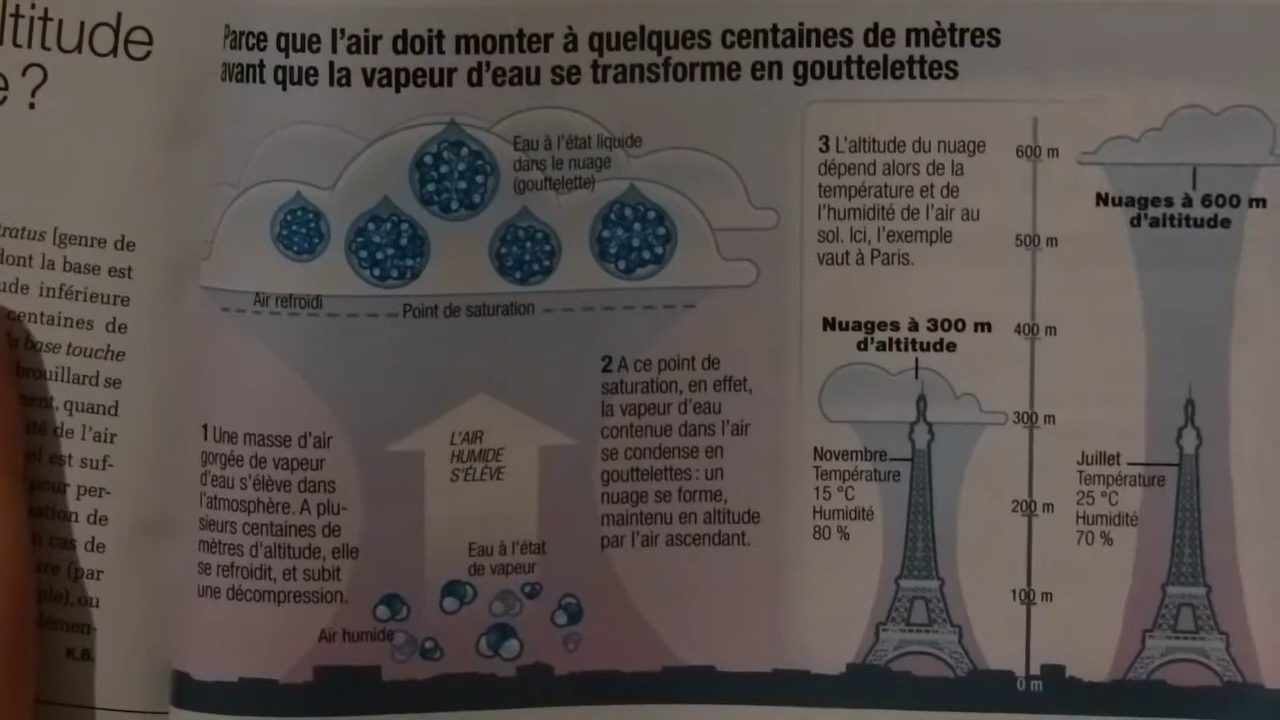 ltitude
e ?
ratus (genre de
dont la base est
ude inférieure
centaines de
base touche
brouillard se
, quand
de l'air
est suf-
pour per-
de
cas de
(par
ou
K.B.
Parce que l'air doit monter à quelques centaines de mètres
avant que la vapeur d'eau se transforme en gouttelettes
Eau à l'état liquide
dans le nuage
(gouttelette)
Air refroidi
Point de saturation
1 Une masse d'air
gorgée de vapeur
d'eau s'élève dans
l'atmosphère. A plu-
sieurs centaines de
mètres d'altitude, elle
se refroidit, et subit
une décompression.
L'AIR
HUMIDE
S'ÉLÈVE
Eau à l'état
de vapeur
Air humide
2 A ce point de
saturation, en effet,
la vapeur d'eau
contenue dans l'air
se condense en
gouttelettes : un
nuage se forme,
maintenu en altitude
par l'air ascendant.
3 L'altitude du nuage
dépend alors de la
température et de
l'humidité de l'air au
sol. Ici, l'exemple
vaut à Paris.
Nuages à 300 m
d'altitude
Novembre
Température
15 °C
Humidité
80 %
600 m
500 m
400 m
300 m
200 m
100 m
0 m
Nuages à 600 m
d'altitude
Juillet
Température
25 °C
Humidité
70 %